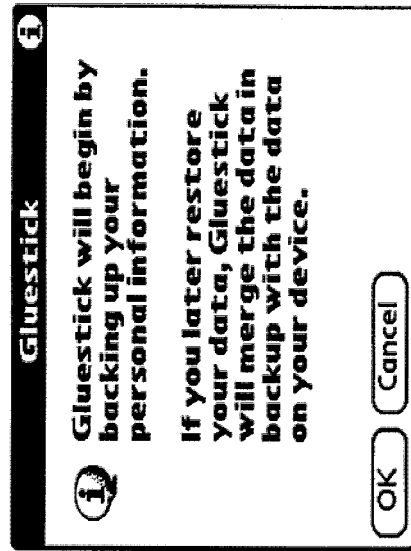 Gluestick
Gluestick will begin by
backing up your
personal information.
If you later restore
your data, Gluestick
will merge the data in
backup with the data
on your device.
OK
Cancel